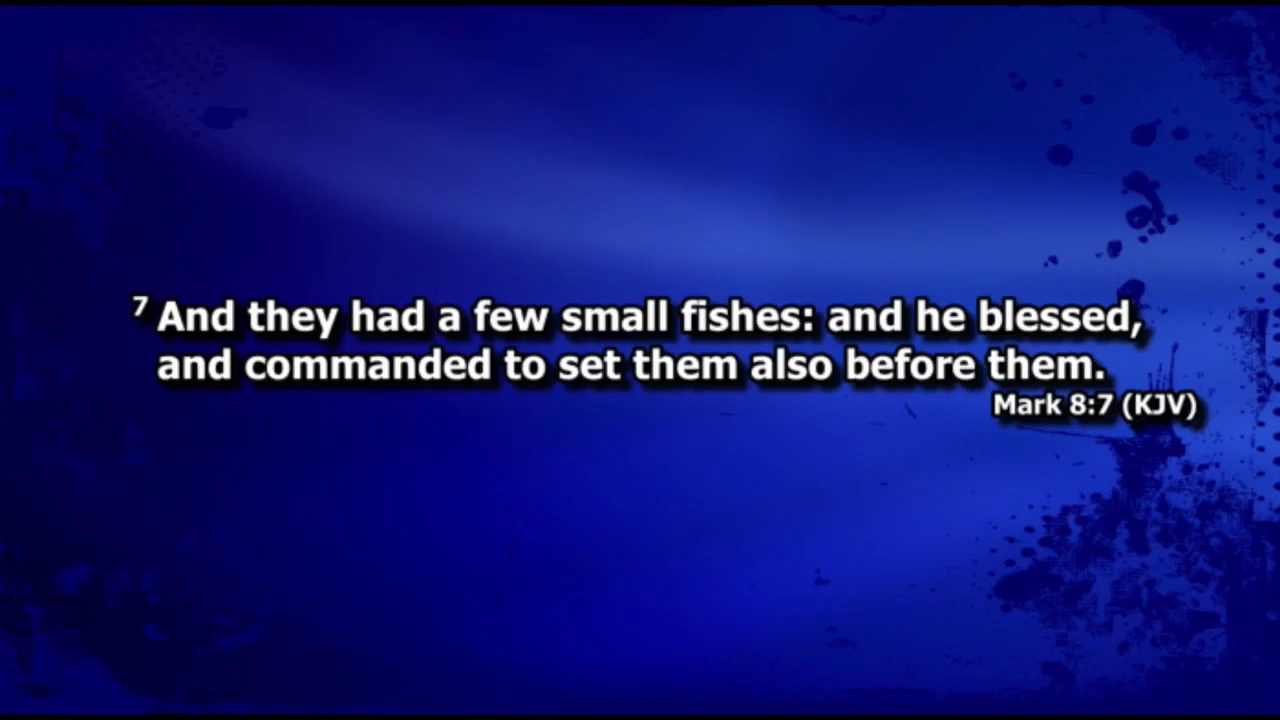 7 And they had a few small fishes: and he blessed,
and commanded to set them also before them.
Mark 8:7 (KJV)